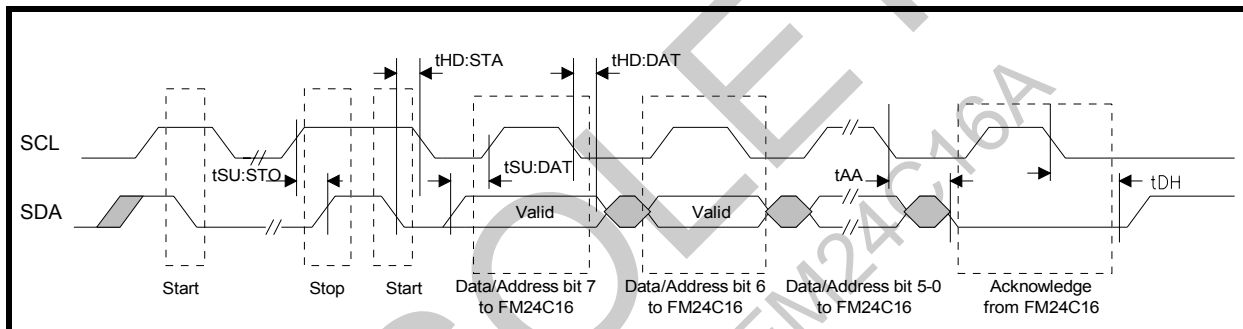 tHD:STA
tHD:DAT
SCL
tSU:STO
tSU:DAT
tAA
tDH
SDA
Valid
Valid
Start
Stop
Start
Data/Address bit 7
to FM24C16
Data/Address bit 6
to FM24C16
Data/Address bit 5-0
to FM24C16
Acknowledge
from FM24C16
SOLE
FM24C16A